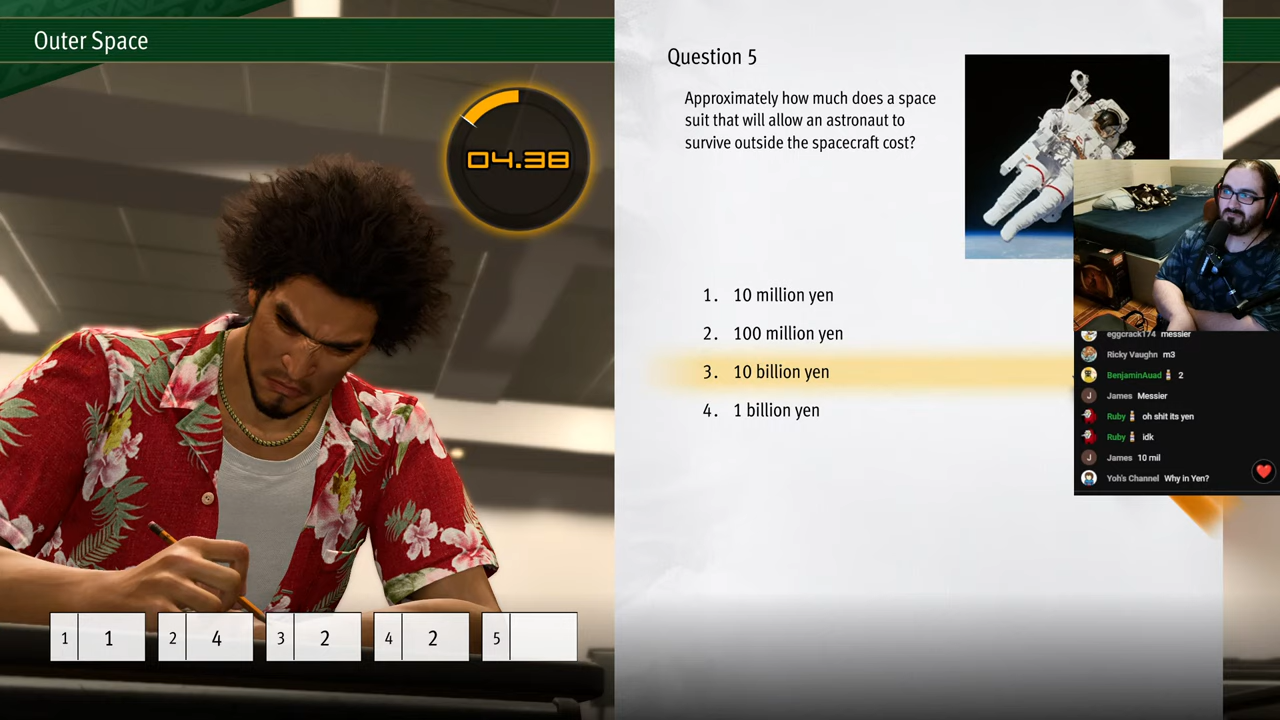 Outer Space
04.38
Question 5
Approximately how much does a space
suit that will allow an astronaut to
survive outside the spacecraft cost?
1. 10 million yen
2. 100 million yen
3. 10 billion yen
4. 1 billion yen
eggcrack174 messier
Ricky Vaughn m3
BenjaminAuad 2
James Messier
Ruby oh shit its yen
Ruby idk
James 10 mil
Yoh's Channel Why in Yen?
1 1 2 4 3 2 4 2 5